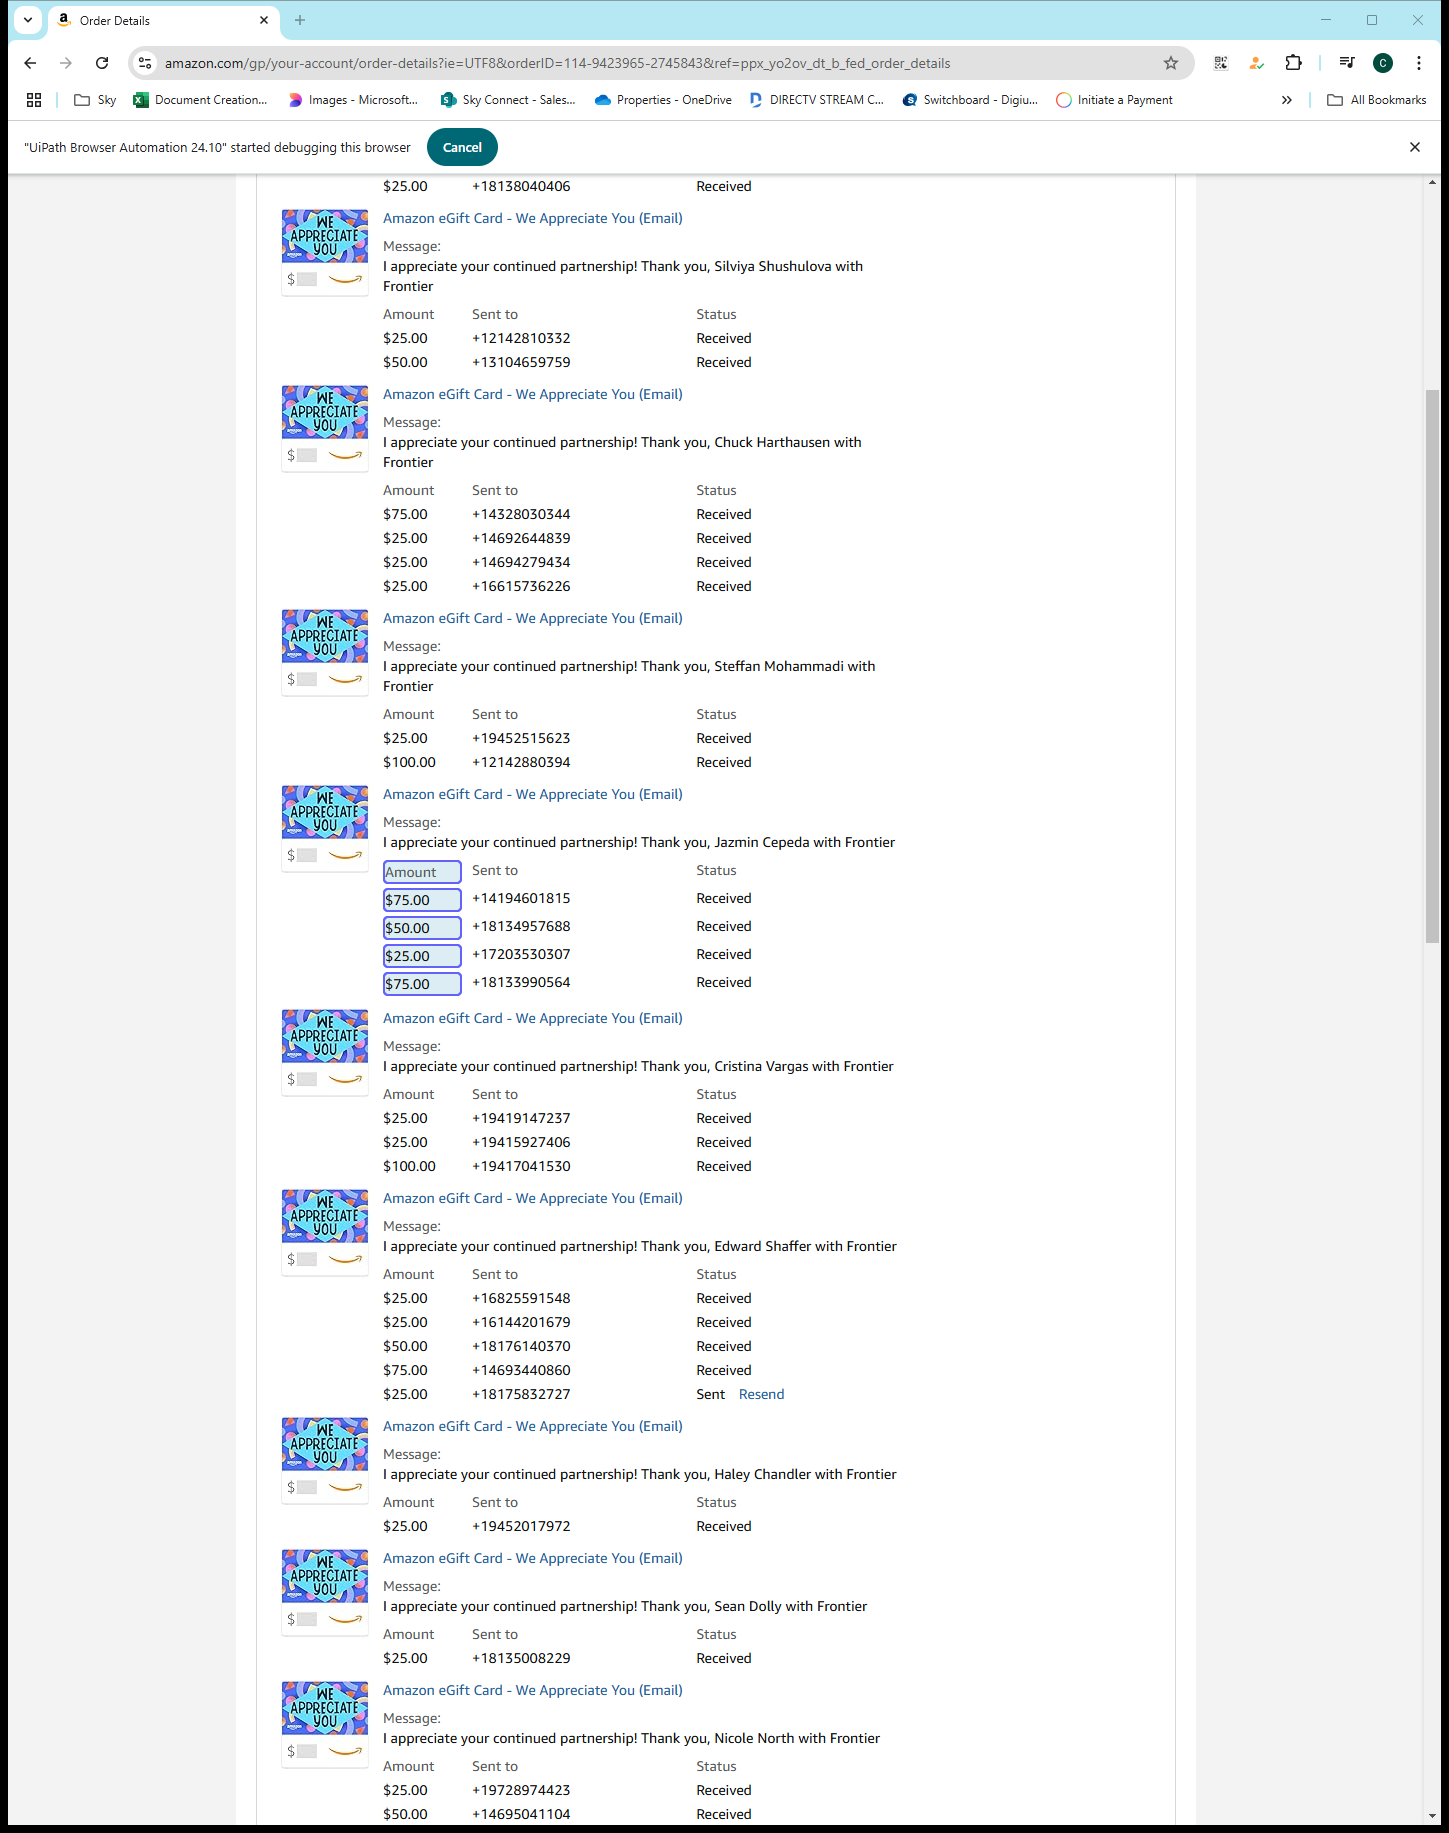 Order Details
amazon.com/gp/your-account/order-details?ie=UTF8&orderID=114-9423965-2745843&ref=ppx_yo2ov_dt_b_fed_order_details
C
Sky
Document Creation...
Images - Microsoft...
Sky Connect - Sales...
Properties - OneDrive
DIRECTV STREAM C...
Switchboard - Digiu...
Initiate a Payment
All Bookmarks
"UiPath Browser Automation 24.10" started debugging this browser Cancel
$25.00 +18138040406 Received
WE APPRECIATE YOU
$
Amazon eGift Card - We Appreciate You (Email)
Message:
I appreciate your continued partnership! Thank you, Silviya Shushulova with
Frontier
Amount Sent to Status
$25.00 +12142810332 Received
$50.00 +13104659759 Received
WE APPRECIATE YOU
$
Amazon eGift Card - We Appreciate You (Email)
Message:
I appreciate your continued partnership! Thank you, Chuck Harthausen with
Frontier
Amount Sent to Status
$75.00 +14328030344 Received
$25.00 +14692644839 Received
$25.00 +14694279434 Received
$25.00 +16615736226 Received
WE APPRECIATE YOU
$
Amazon eGift Card - We Appreciate You (Email)
Message:
I appreciate your continued partnership! Thank you, Steffan Mohammadi with
Frontier
Amount Sent to Status
$25.00 +19452515623 Received
$100.00 +12142880394 Received
WE APPRECIATE YOU
$
Amazon eGift Card - We Appreciate You (Email)
Message:
I appreciate your continued partnership! Thank you, Jazmin Cepeda with Frontier
Amount Sent to Status
$75.00 +14194601815 Received
$50.00 +18134957688 Received
$25.00 +17203530307 Received
$75.00 +18133990564 Received
WE APPRECIATE YOU
$
Amazon eGift Card - We Appreciate You (Email)
Message:
I appreciate your continued partnership! Thank you, Cristina Vargas with Frontier
Amount Sent to Status
$25.00 +19419147237 Received
$25.00 +19415927406 Received
$100.00 +19417041530 Received
WE APPRECIATE YOU
$
Amazon eGift Card - We Appreciate You (Email)
Message:
I appreciate your continued partnership! Thank you, Edward Shaffer with Frontier
Amount Sent to Status
$25.00 +16825591548 Received
$25.00 +16144201679 Received
$50.00 +18176140370 Received
$75.00 +14693440860 Received
$25.00 +18175832727 Sent Resend
WE APPRECIATE YOU
$
Amazon eGift Card - We Appreciate You (Email)
Message:
I appreciate your continued partnership! Thank you, Haley Chandler with Frontier
Amount Sent to Status
$25.00 +19452017972 Received
WE APPRECIATE YOU
$
Amazon eGift Card - We Appreciate You (Email)
Message:
I appreciate your continued partnership! Thank you, Sean Dolly with Frontier
Amount Sent to Status
$25.00 +18135008229 Received
WE APPRECIATE YOU
$
Amazon eGift Card - We Appreciate You (Email)
Message:
I appreciate your continued partnership! Thank you, Nicole North with Frontier
Amount Sent to Status
$25.00 +19728974423 Received
$50.00 +14695041104 Received